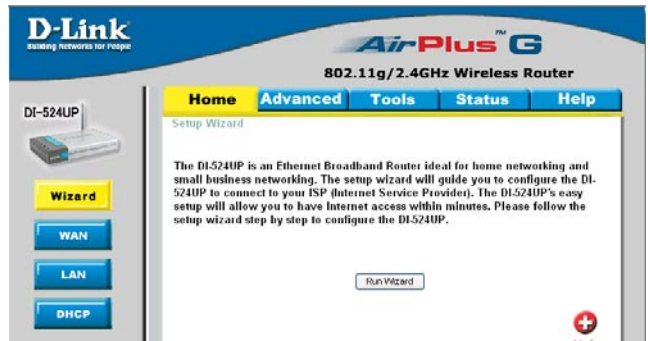 D-Link
Building Networks for People
AirPlus™ G
802.11g/2.4GHz Wireless Router
DI-524UP
Home Advanced Tools Status Help
Setup Wizard
The DI-524UP is an Ethernet Broadband Router ideal for home networking and
small business networking. The setup wizard will guide you to configure the DI-
524UP to connect to your ISP (Internet Service Provider). The DI-524UP's easy
setup will allow you to have Internet access within minutes. Please follow the
setup wizard step by step to configure the DI-524UP.
Wizard
WAN
LAN
DHCP
Run Wizard